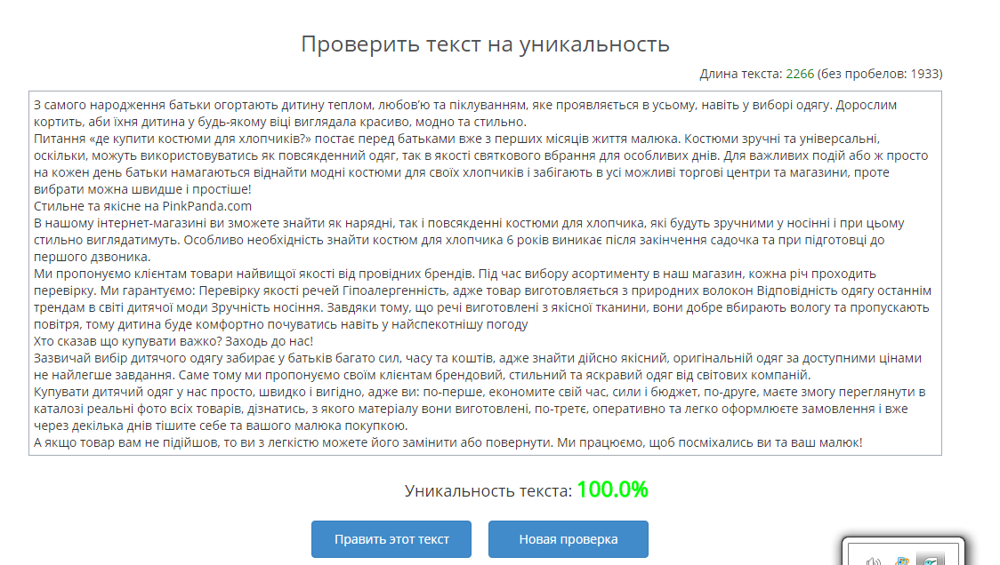 Проверить текст на уникальность
Длина текста: 2266 (без пробелов: 1933)
З самого народження батьки огортають дитину теплом, любов'ю та піклуванням, яке проявляється в усьому, навіть у виборі одягу. Дорослим
кортить, аби їхня дитина у будь-якому віці виглядала красиво, модно та стильно.
Питання «де купити костюми для хлопчиків?» постає перед батьками вже з перших місяців життя малюка. Костюми зручні та універсальні,
оскільки, можуть використовуватись як повсякденний одяг, так в якості святкового вбрання для особливих днів. Для важливих подій або ж просто
на кожен день батьки намагаються віднайти модні костюми для своїх хлопчиків і забігають в усі можливі торгові центри та магазини, проте
вибрати можна швидше і простіше!
Стильне та якісне на PinkPanda.com
В нашому інтернет-магазині ви зможете знайти як нарядні, так і повсякденні костюми для хлопчика, які будуть зручними у носінні і при цьому
стильно виглядатимуть. Особливо необхідність знайти костюм для хлопчика 6 років виникає після закінчення садочка та при підготовці до
першого дзвоника.
Ми пропонуємо клієнтам товари найвищої якості від провідних брендів. Під час вибору асортименту в наш магазин, кожна річ проходить
перевірку. Ми гарантуємо: Перевірку якості речей Гіпоалергенність, адже товар виготовляється з природних волокон Відповідність одягу останнім
трендам в світі дитячої моди Зручність носіння. Завдяки тому, що речі виготовлені з якісної тканини, вони добре вбирають вологу та пропускають
повітря, тому дитина буде комфортно почуватись навіть у найспекотнішу погоду
Хто сказав що купувати важко? Заходь до нас!
Зазвичай вибір дитячого одягу забирає у батьків багато сил, часу та коштів, адже знайти дійсно якісний, оригінальній одяг за доступними цінами
не найлегше завдання. Саме тому ми пропонуємо своїм клієнтам брендовий, стильний та яскравий одяг від світових компаній.
Купувати дитячий одяг у нас просто, швидко і вигідно, адже ви: по-перше, економите свій час, сили і бюджет, по-друге, маєте змогу переглянути в
каталозі реальні фото всіх товарів, дізнатись, з якого матеріалу вони виготовлені, по-третє, оперативно та легко оформлюєте замовлення і вже
через декілька днів тішите себе та вашого малюка покупкою.
А якщо товар вам не підійшов, то ви з легкістю можете його замінити або повернути. Ми працюємо, щоб посміхались ви та ваш малюк!
Уникальность текста: 100.0%
Править этот текст
Новая проверка